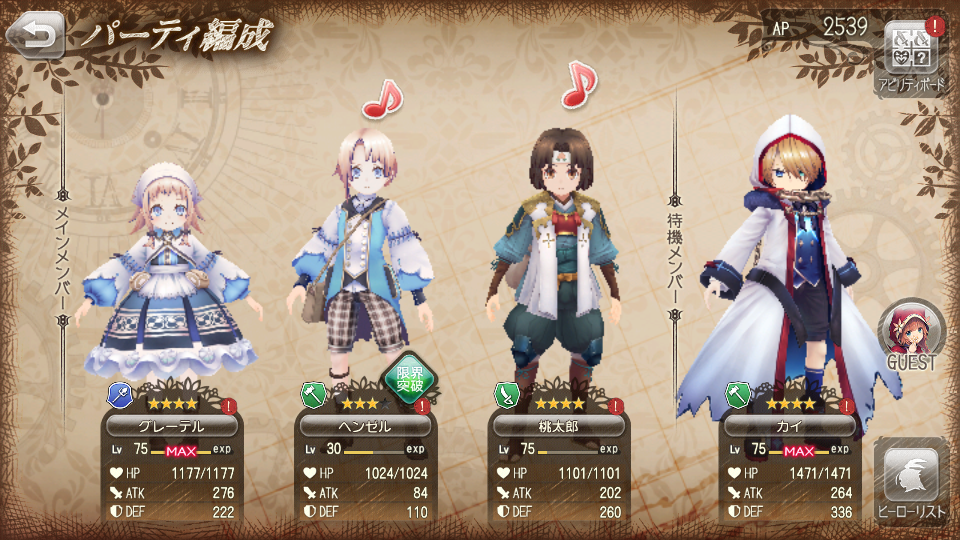 パーティ編成
AP 2539
アビリティボード
メインメンバー
待機メンバー
GUEST
ヒーローリスト
グレーテル
Lv 75 MAX exp
HP 1177/1177
ATK 276
DEF 222
限界
突破
ヘンゼル
Lv 30 exp
HP 1024/1024
ATK 84
DEF 110
桃太郎
Lv 75 exp
HP 1101/1101
ATK 202
DEF 260
カイ
Lv 75 MAX exp
HP 1471/1471
ATK 264
DEF 336